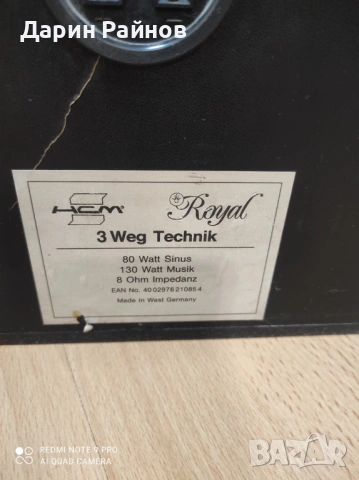 Дарин Райнов
HCM Royal
3 Weg Technik
80 Watt Sinus
130 Watt Musik
8 Ohm Impedanz
EAN No. 40 02976 21085 4
Made in West Germany
REDMI NOTE 9 PRO
AI QUAD CAMERA
BAZAR